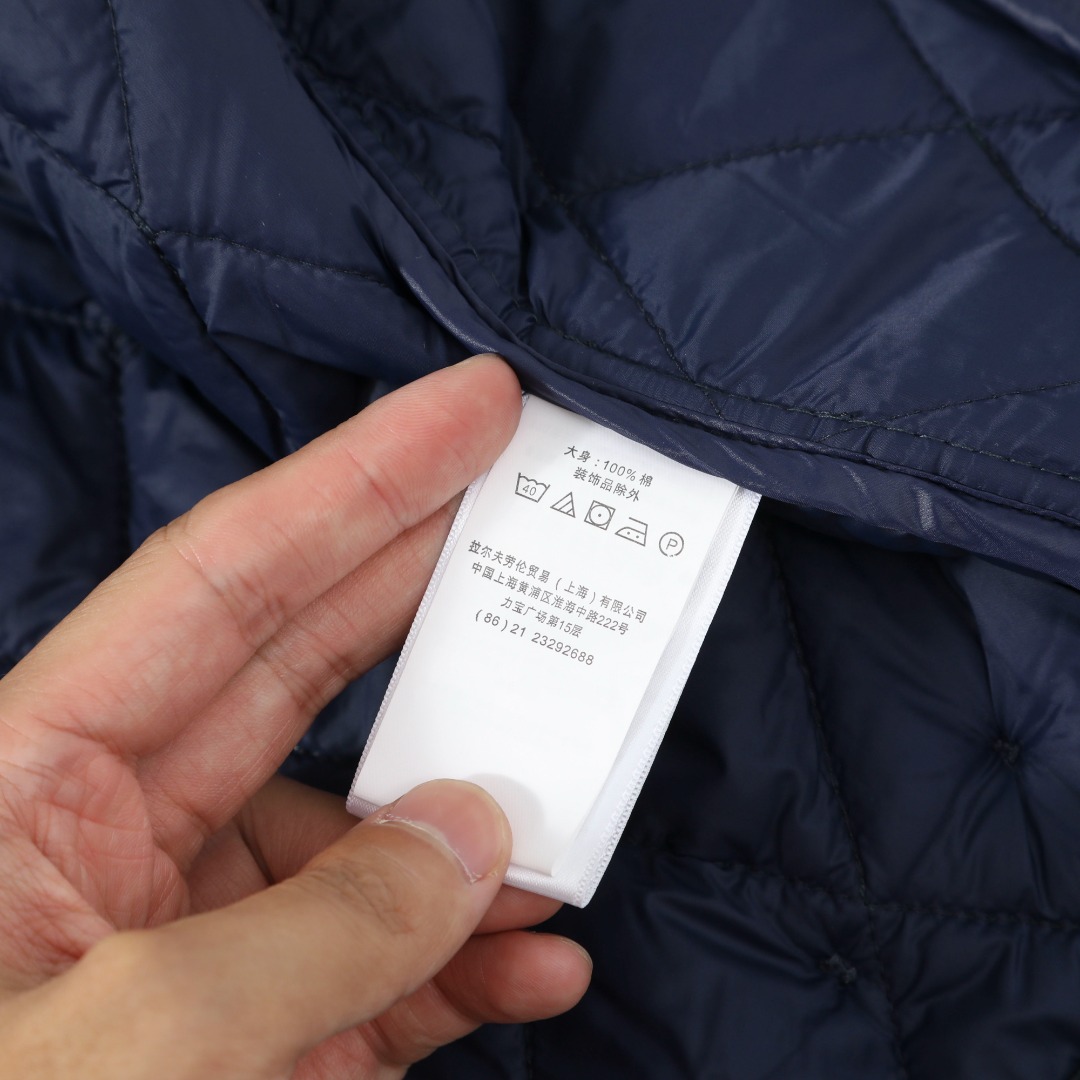 大身 : 100% 棉
装饰品除外
40 P
拉尔夫劳伦贸易 ( 上海 ) 有限公司
中国上海黄浦区淮海中路222号
力宝广场第15层
( 86 ) 21 23292688